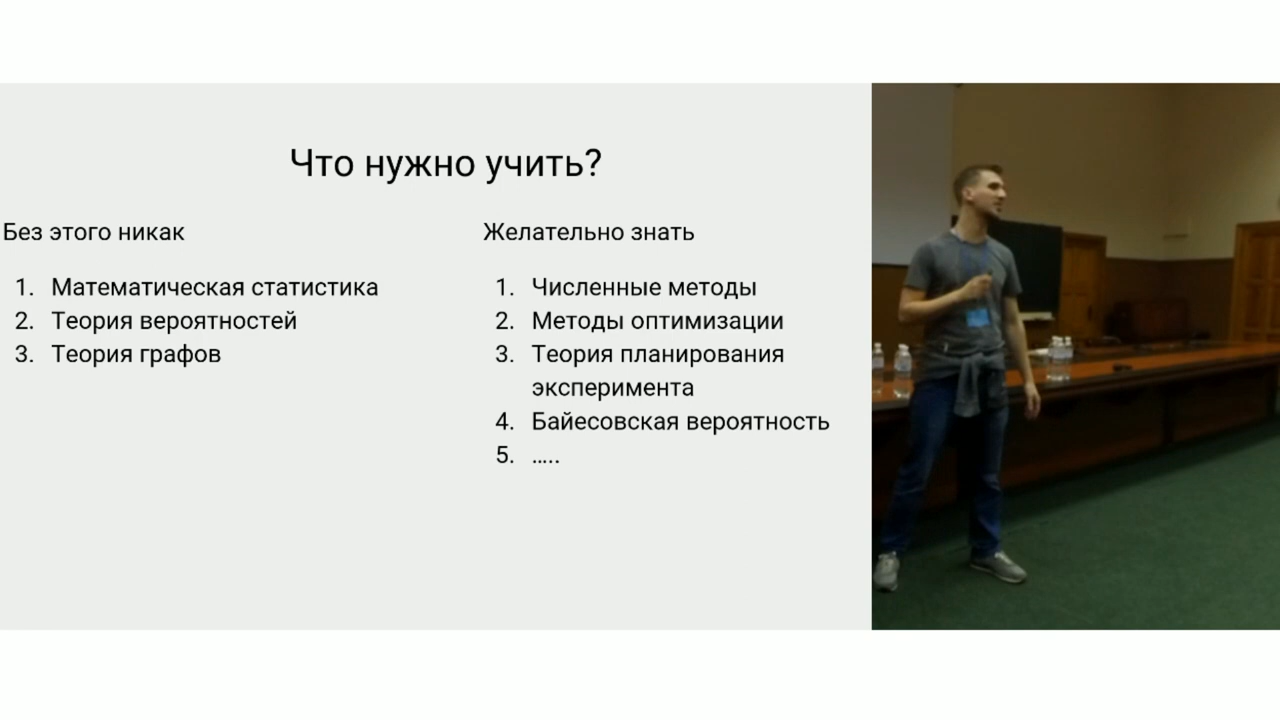 Что нужно учить?
Без этого никак
1. Математическая статистика
2. Теория вероятностей
3. Теория графов
Желательно знать
1. Численные методы
2. Методы оптимизации
3. Теория планирования
эксперимента
4. Байесовская вероятность
5. .....